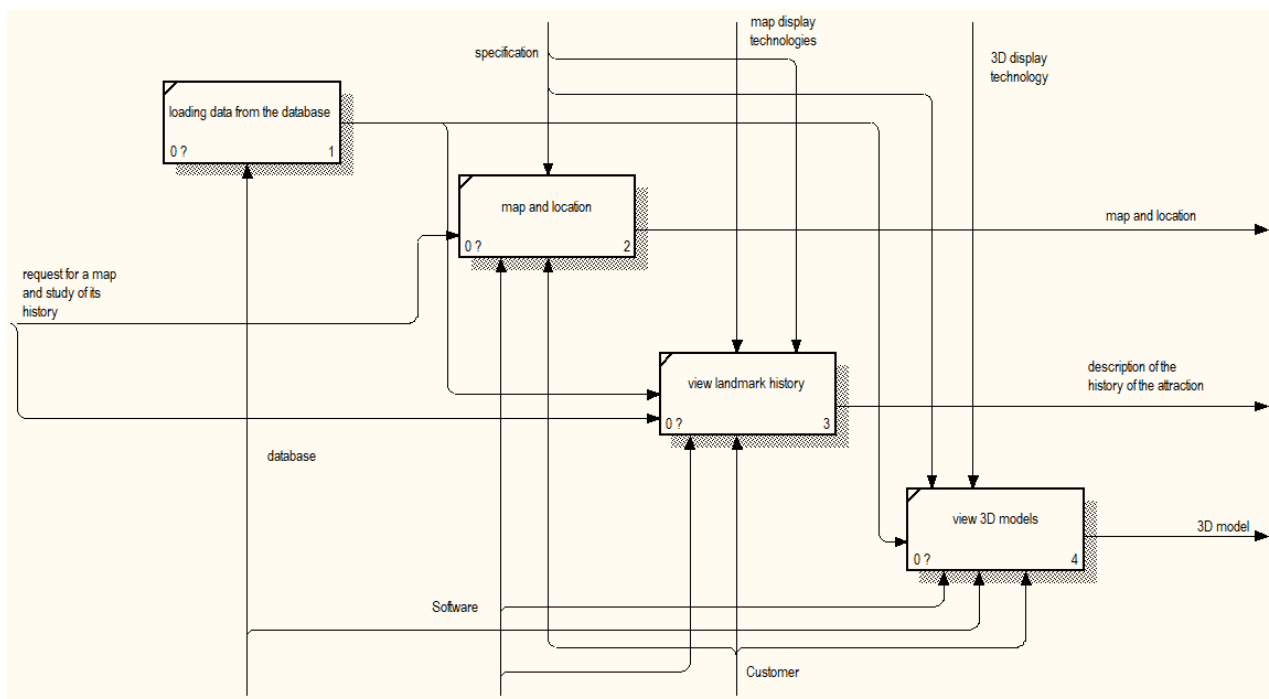 map display
technologies
specification
3D display
technology
loading data from the database
0 ?
1
map and location
0 ?
2
map and location
request for a map
and study of its
history
view landmark history
0 ?
3
description of the
history of the attraction
database
view 3D models
0 ?
4
3D model
Software
Customer